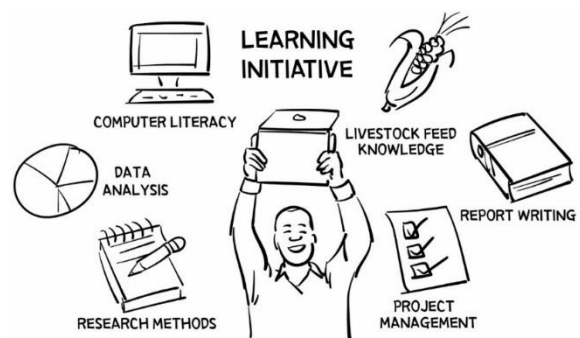 LEARNING
INITIATIVE
COMPUTER LITERACY
LIVESTOCK FEED
KNOWLEDGE
DATA
ANALYSIS
REPORT WRITING
RESEARCH METHODS
PROJECT
MANAGEMENT